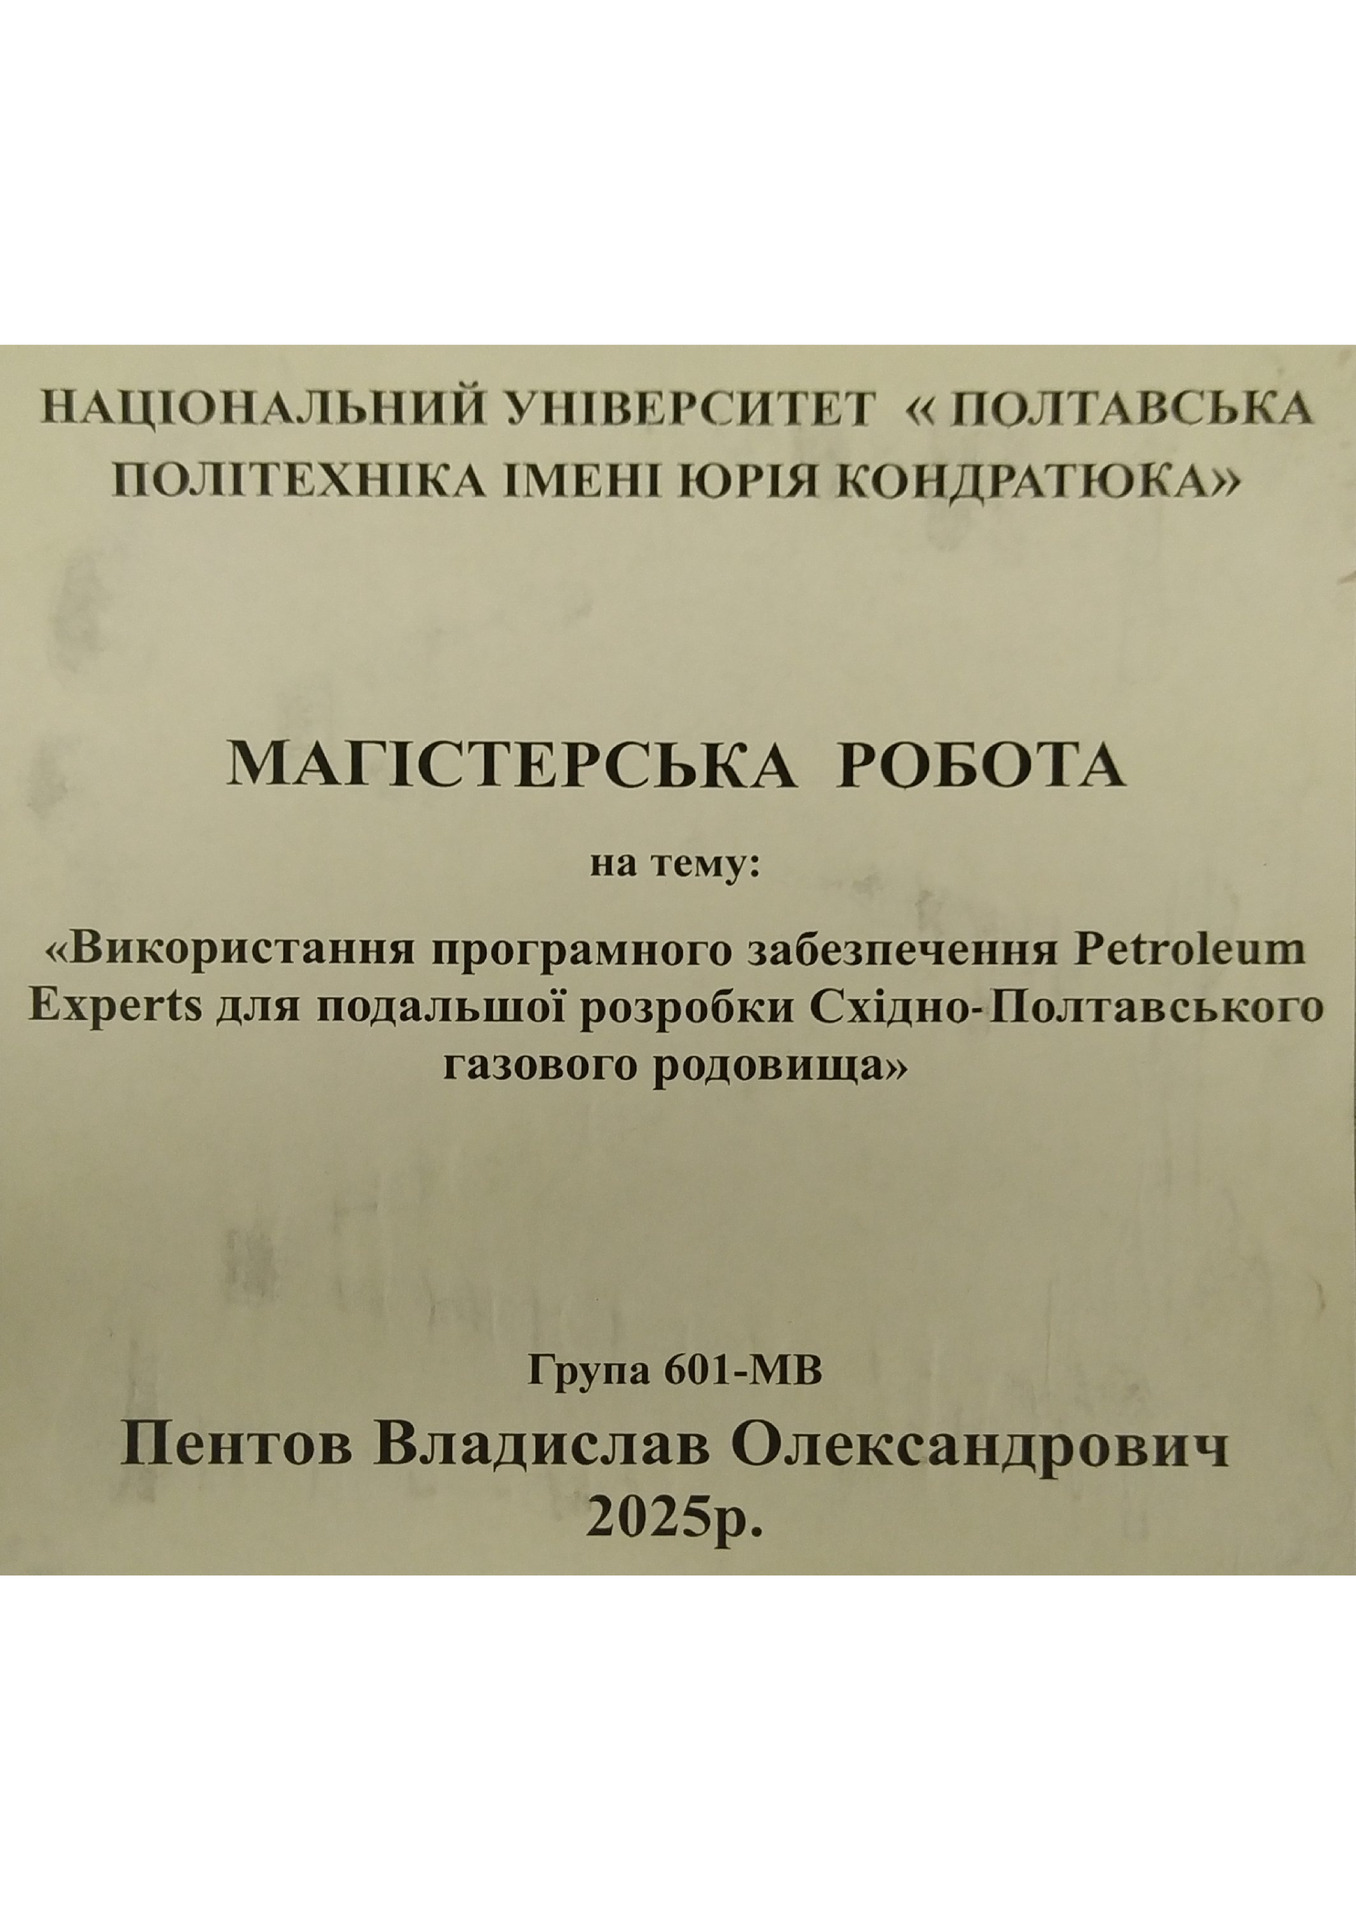 НАЦІОНАЛЬНИЙ УНІВЕРСИТЕТ « ПОЛТАВСЬКА
ПОЛІТЕХНІКА ІМЕНІ ЮРІЯ КОНДРАТЮКА»
МАГІСТЕРСЬКА РОБОТА
на тему:
«Використання програмного забезпечення Petroleum
Experts для подальшої розробки Східно-Полтавського
газового родовища»
Група 601-МВ
Пентов Владислав Олександрович
2025р.